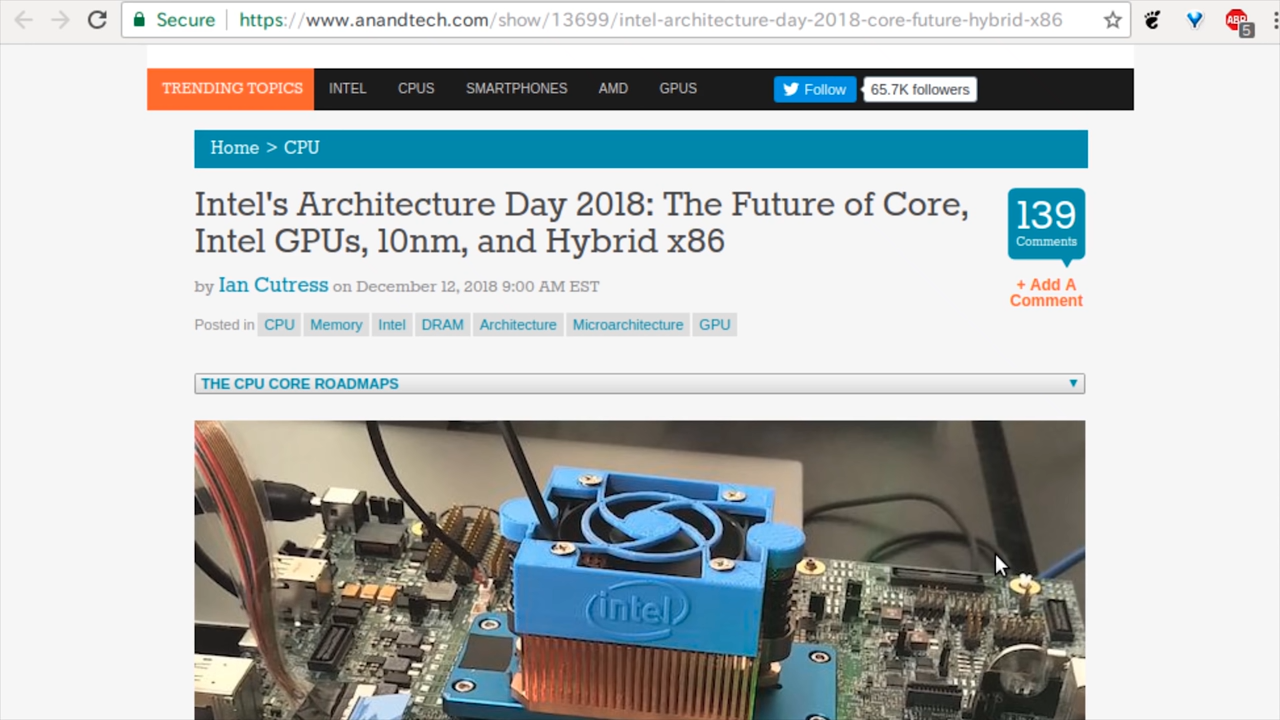 Secure
https://www.anandtech.com/show/13699/intel-architecture-day-2018-core-future-hybrid-x86
ABP
5
TRENDING TOPICS INTEL CPUS SMARTPHONES AMD GPUS Follow 65.7K followers
Home > CPU
Intel's Architecture Day 2018: The Future of Core,
Intel GPUs, 10nm, and Hybrid x86
139
Comments
+ Add A
Comment
by Ian Cutress on December 12, 2018 9:00 AM EST
Posted in CPU Memory Intel DRAM Architecture Microarchitecture GPU
THE CPU CORE ROADMAPS
intel